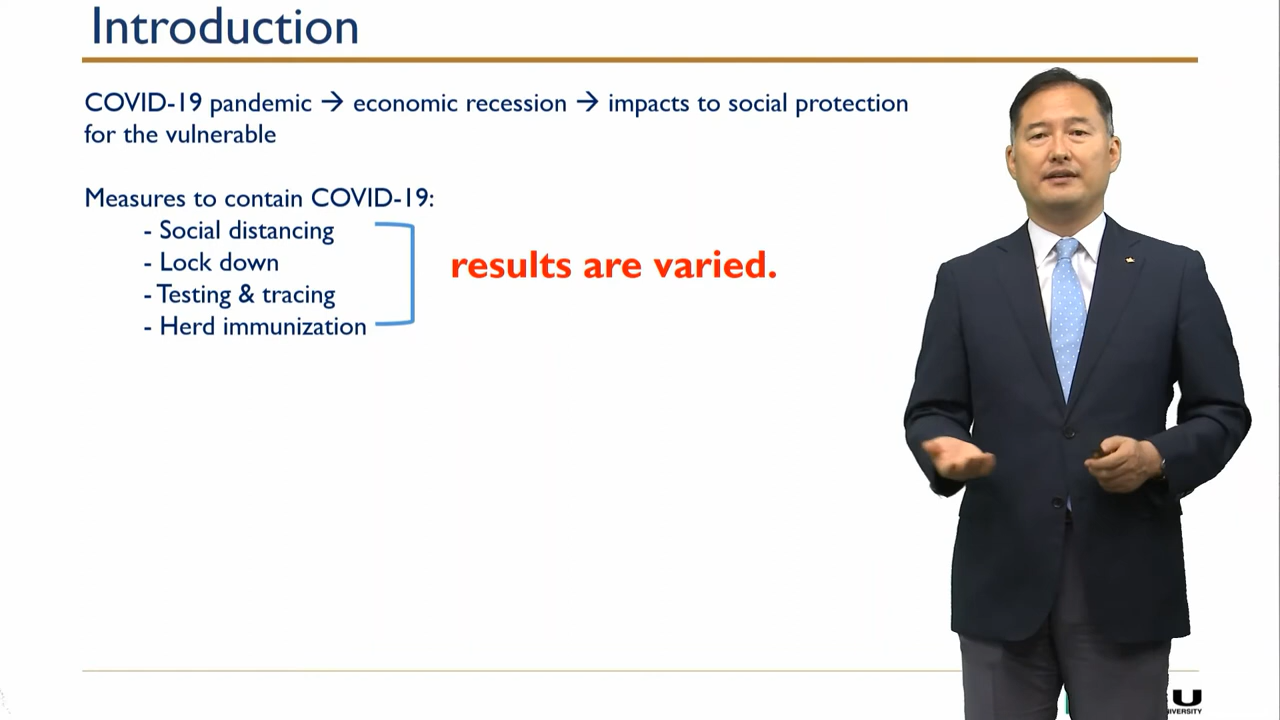 Introduction
COVID-19 pandemic → economic recession → impacts to social protection
for the vulnerable
Measures to contain COVID-19:
- Social distancing
- Lock down
- Testing & tracing
- Herd immunization
results are varied.
U